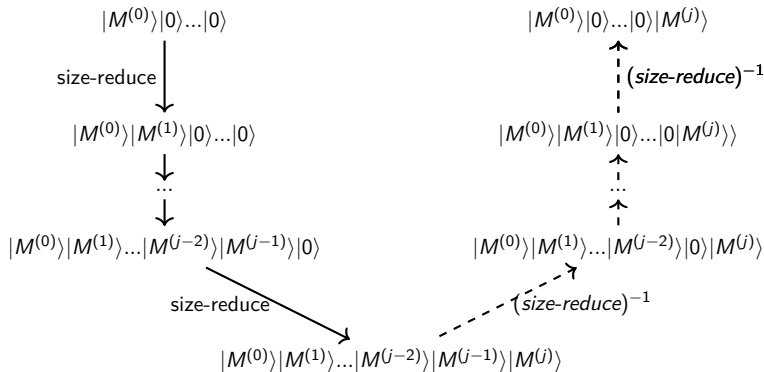 |M^{(0)}⟩|0⟩...|0⟩
size-reduce
|M^{(0)}⟩|M^{(1)}⟩|0⟩...|0⟩
...
|M^{(0)}⟩|M^{(1)}⟩...|M^{(j-2)}⟩|M^{(j-1)}⟩|0⟩
size-reduce
|M^{(0)}⟩|M^{(1)}⟩...|M^{(j-2)}⟩|M^{(j-1)}⟩|M^{(j)}⟩
(size-reduce)^{-1}
|M^{(0)}⟩|M^{(1)}⟩...|M^{(j-2)}⟩|0⟩|M^{(j)}⟩
...
|M^{(0)}⟩|M^{(1)}⟩|0⟩...|0|M^{(j)}⟩⟩
(size-reduce)^{-1}
|M^{(0)}⟩|0⟩...|0⟩|M^{(j)}⟩